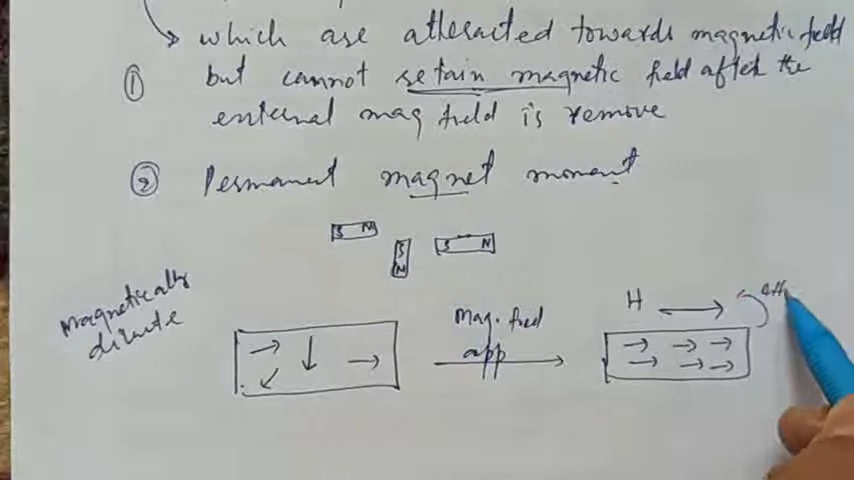 which are atteracted towards magnetic field
① but cannot retain magnetic field after the
external mag field is remove
② Permanent magnet moment
S N
S N
S N
Magnetically
dilute
Mag. field
app
H